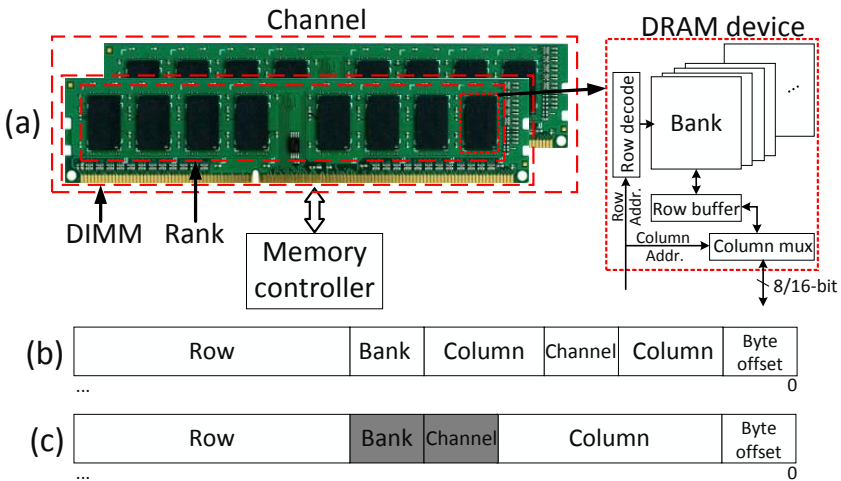 Channel
DRAM device
(a)
Row decode
Bank
...
Row buffer
Row Addr.
Column Addr.
Column mux
8/16-bit
DIMM
Rank
Memory controller
(b)
Row
Bank
Column
Channel
Column
Byte offset
...
0
(c)
Row
Bank
Channel
Column
Byte offset
...
0